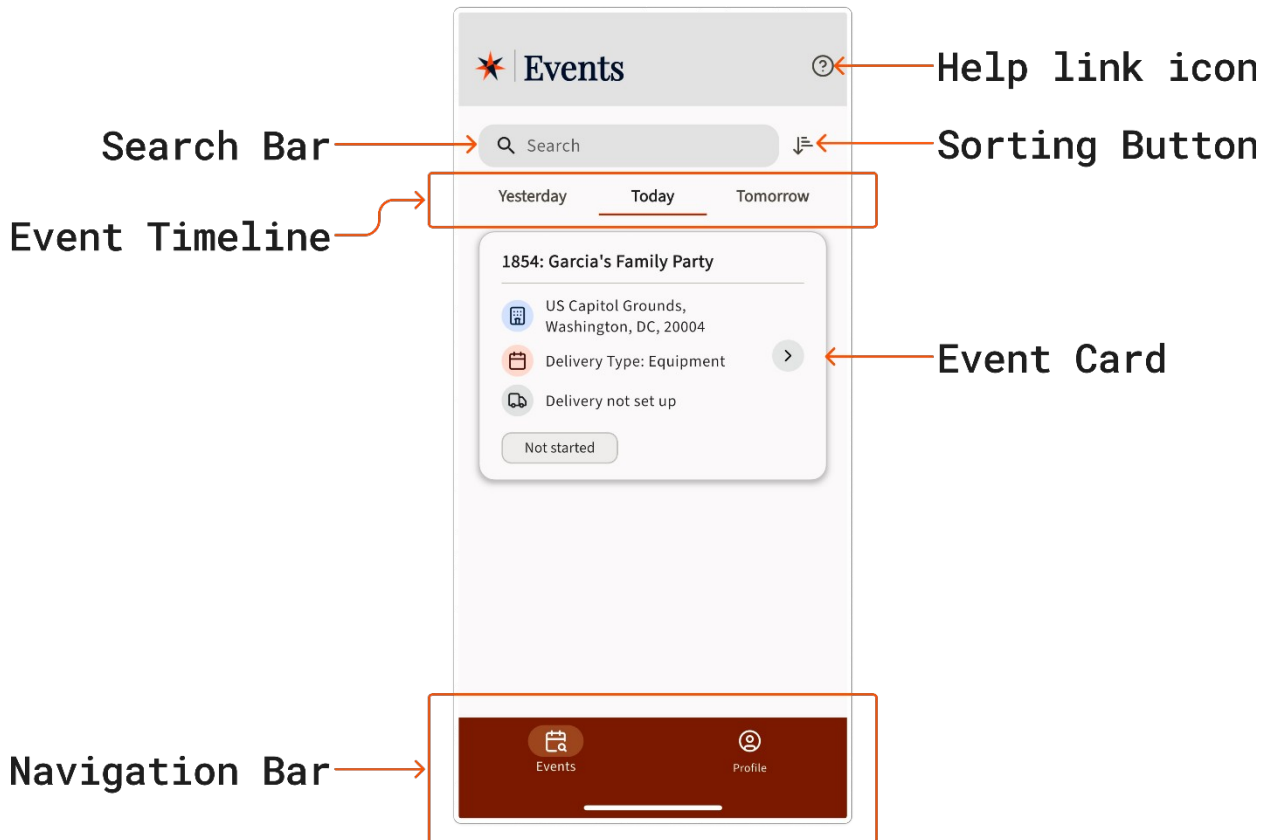 Events
Help link icon
Search Bar
Search
Sorting Button
Event Timeline
Yesterday
Today
Tomorrow
1854: Garcia's Family Party
US Capitol Grounds,
Washington, DC, 20004
Delivery Type: Equipment
Event Card
Delivery not set up
Not started
Navigation Bar
Events
Profile